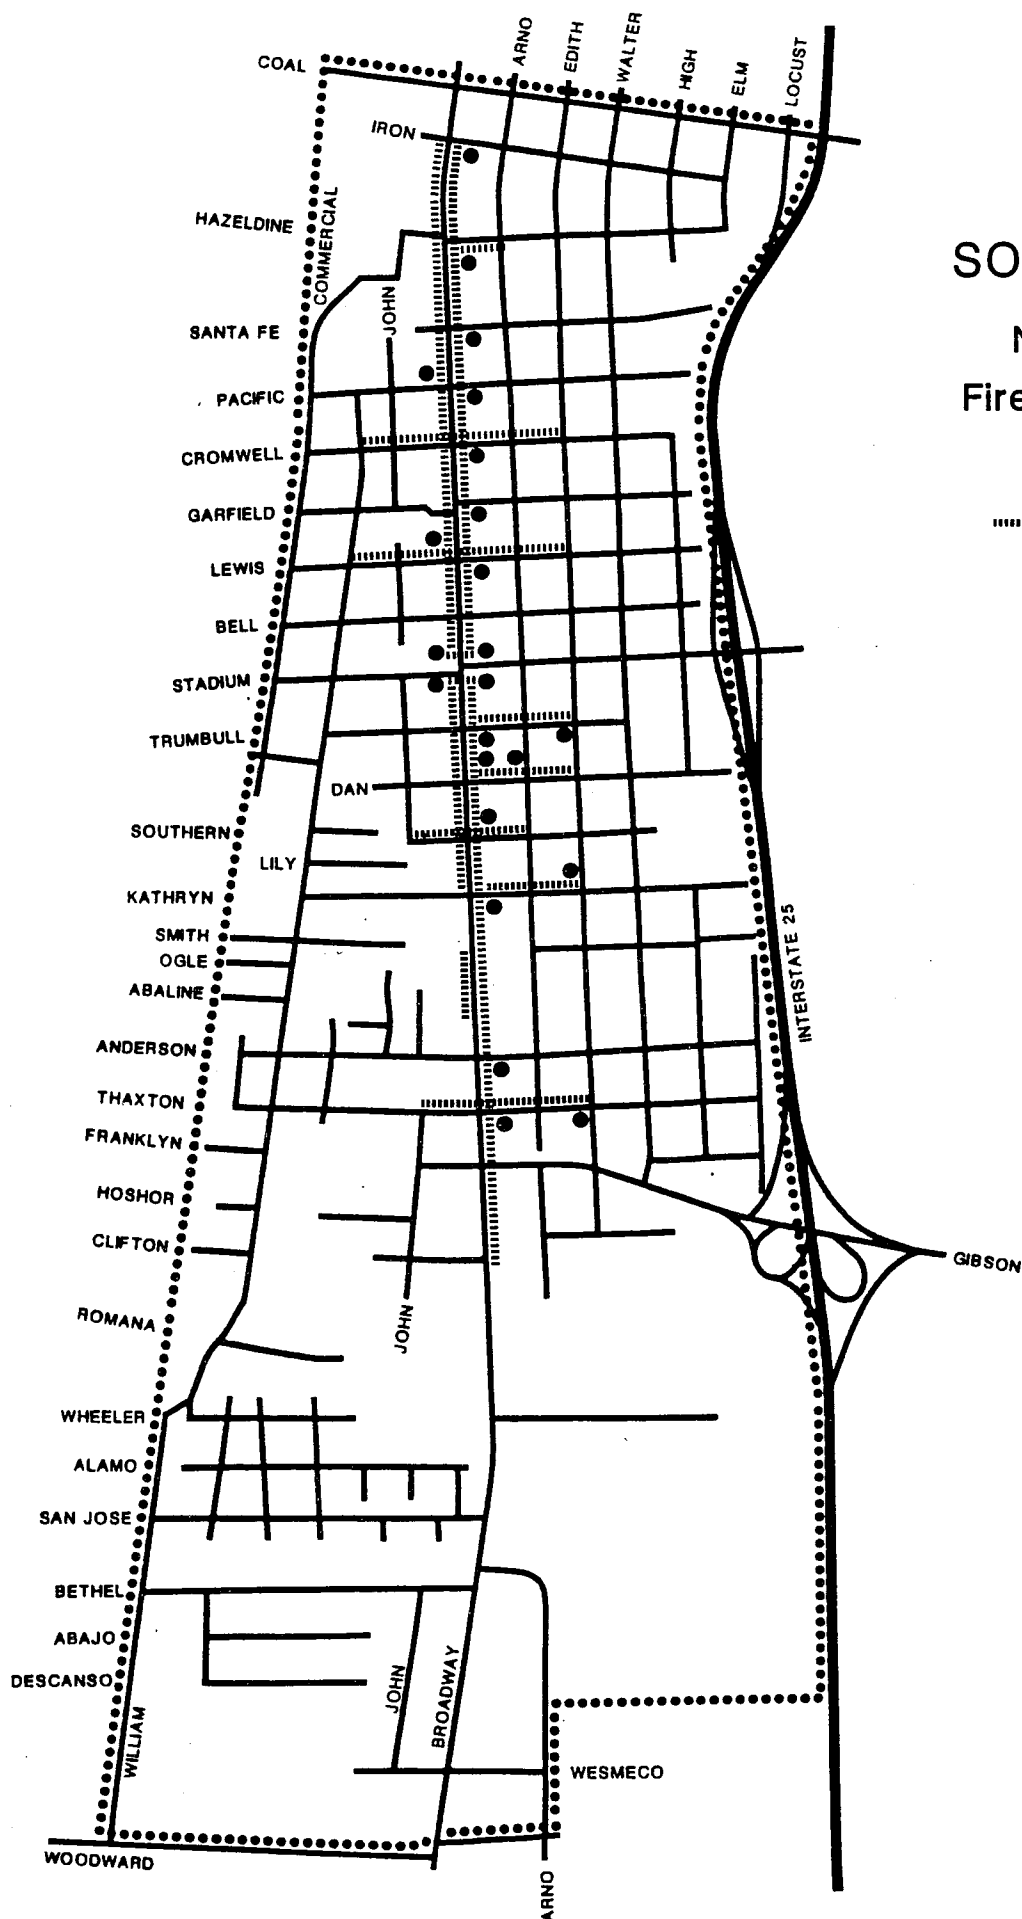 ARNO
EDITH
WALTER
HIGH
ELM
LOCUST
COAL
IRON
HAZELDINE
COMMERCIAL
JOHN
SO
SANTA FE
N
PACIFIC
Fire
CROMWELL
GARFIELD
LEWIS
BELL
STADIUM
TRUMBULL
DAN
SOUTHERN
LILY
KATHRYN
INTERSTATE 25
SMITH
OGLE
ABALINE
ANDERSON
THAXTON
FRANKLYN
HOSHOR
CLIFTON
GIBSON
ROMANA
JOHN
WHEELER
ALAMO
SAN JOSE
BETHEL
ABAJO
DESCANSO
JOHN
BROADWAY
WILLIAM
WESMECO
WOODWARD
ARNO